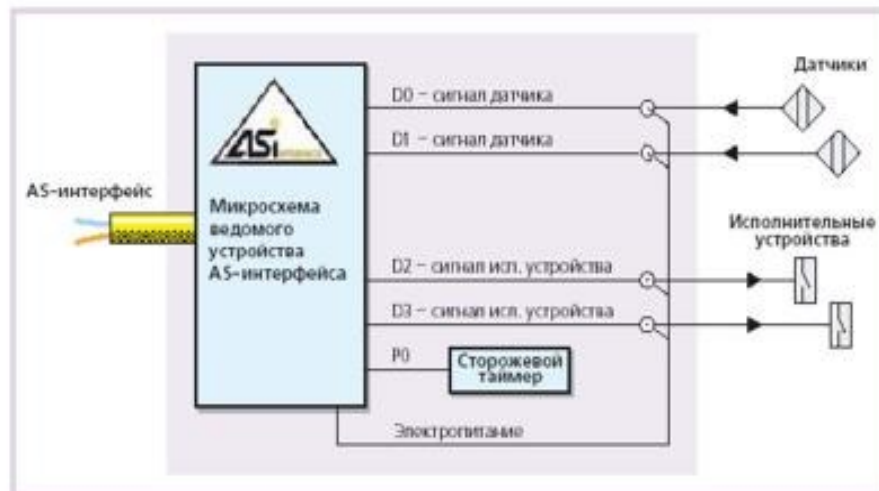 Датчики
D0 – сигнал датчика
D1 – сигнал датчика
AS-интерфейс
ASi
Микросхема
ведомого
устройства
AS-интерфейса
Исполнительные
устройства
D2 – сигнал исп. устройства
D3 – сигнал исп. устройства
P0
Сторожевой
таймер
Электропитание